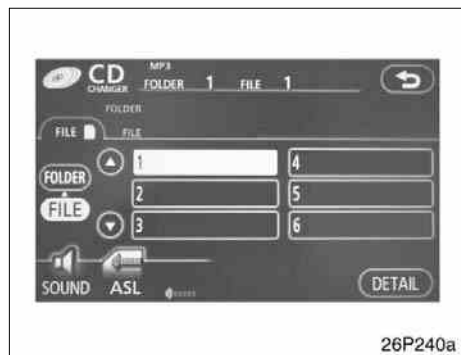 MP3
CD FOLDER 1 FILE 1
CHANGER
FOLDER
FILE FILE
1 4
FOLDER
2 5
FILE
3 6
SOUND ASL DETAIL
26P240a